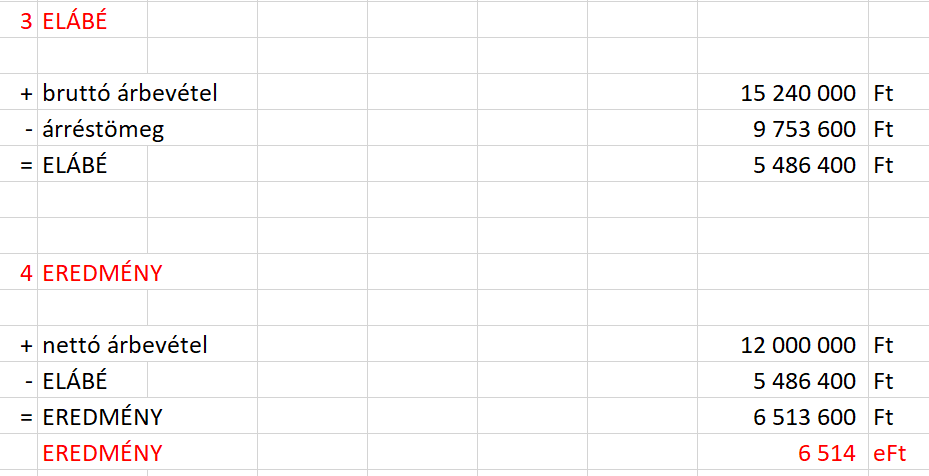 3 ELÁBÉ
+ bruttó árbevétel 15 240 000 Ft
- árréstömeg 9 753 600 Ft
= ELÁBÉ 5 486 400 Ft
4 EREDMÉNY
+ nettó árbevétel 12 000 000 Ft
- ELÁBÉ 5 486 400 Ft
= EREDMÉNY 6 513 600 Ft
EREDMÉNY 6 514 eFt